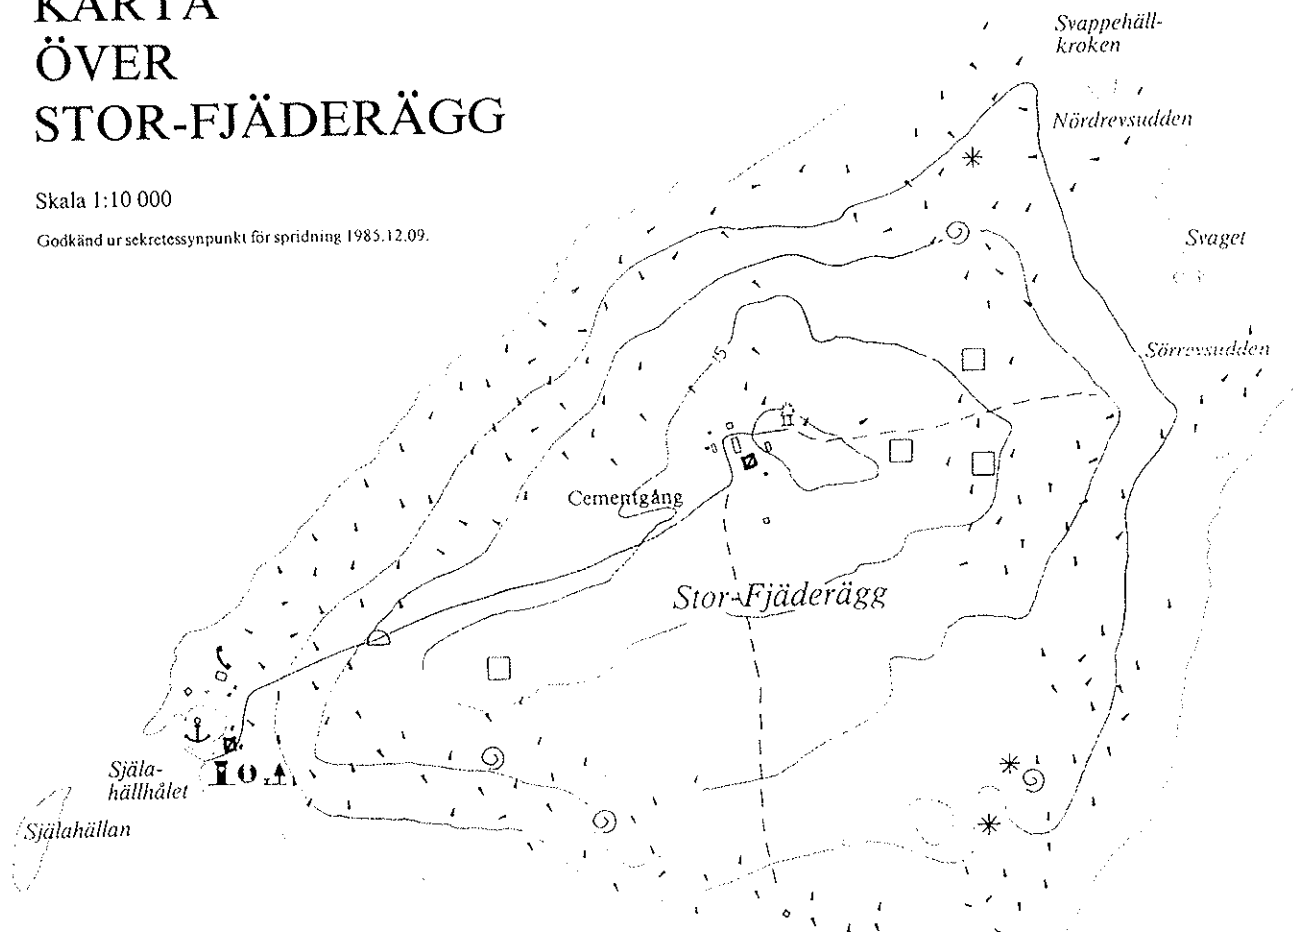 KARTA
ÖVER
STOR-FJÄDERÄGG
Skala 1:10 000
Godkänd ur sekretessynpunkt för spridning 1985.12.09.
Svappehäll-
kroken
Nördrevsudden
Svaget
Sörrevsudden
15
Cementgång
Stor-Fjäderägg
Själa-
hällhålet
Själahällan